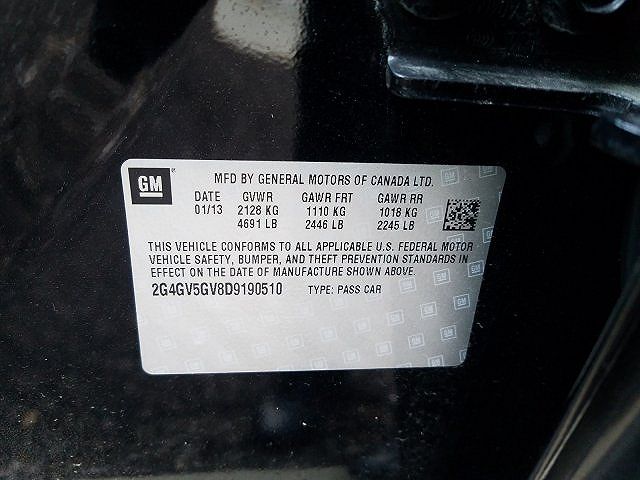 GM
MFD BY GENERAL MOTORS OF CANADA LTD.
DATE GVWR GAWR FRT GAWR RR
01/13 2128 KG 1110 KG 1018 KG
4691 LB 2446 LB 2245 LB
THIS VEHICLE CONFORMS TO ALL APPLICABLE U.S. FEDERAL MOTOR
VEHICLE SAFETY, BUMPER, AND THEFT PREVENTION STANDARDS IN
EFFECT ON THE DATE OF MANUFACTURE SHOWN ABOVE.
2G4GV5GV8D9190510 TYPE: PASS CAR